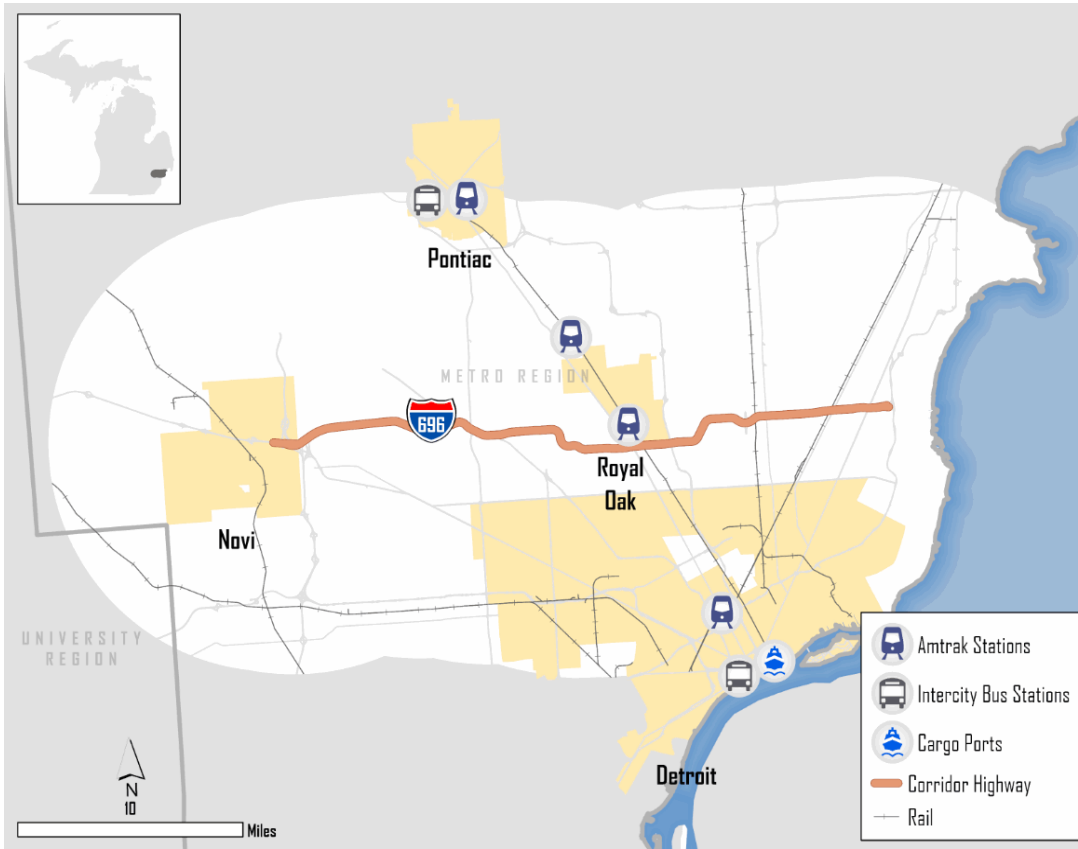 Pontiac
METRO REGION
696
Royal
Oak
Novi
UNIVERSITY
REGION
Detroit
N
10
Miles
Amtrak Stations
Intercity Bus Stations
Cargo Ports
Corridor Highway
Rail